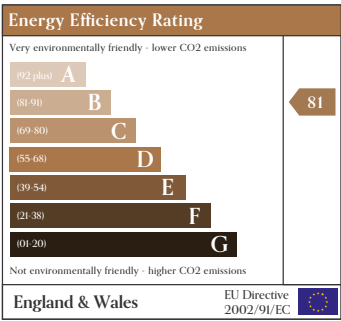 Energy Efficiency Rating
Very environmentally friendly - lower CO2 emissions
(92 plus) A
(81-91) B
81
(69-80) C
(55-68) D
(39-54) E
(21-38) F
(01-20) G
Not environmentally friendly - higher CO2 emissions
England & Wales
EU Directive
2002/91/EC